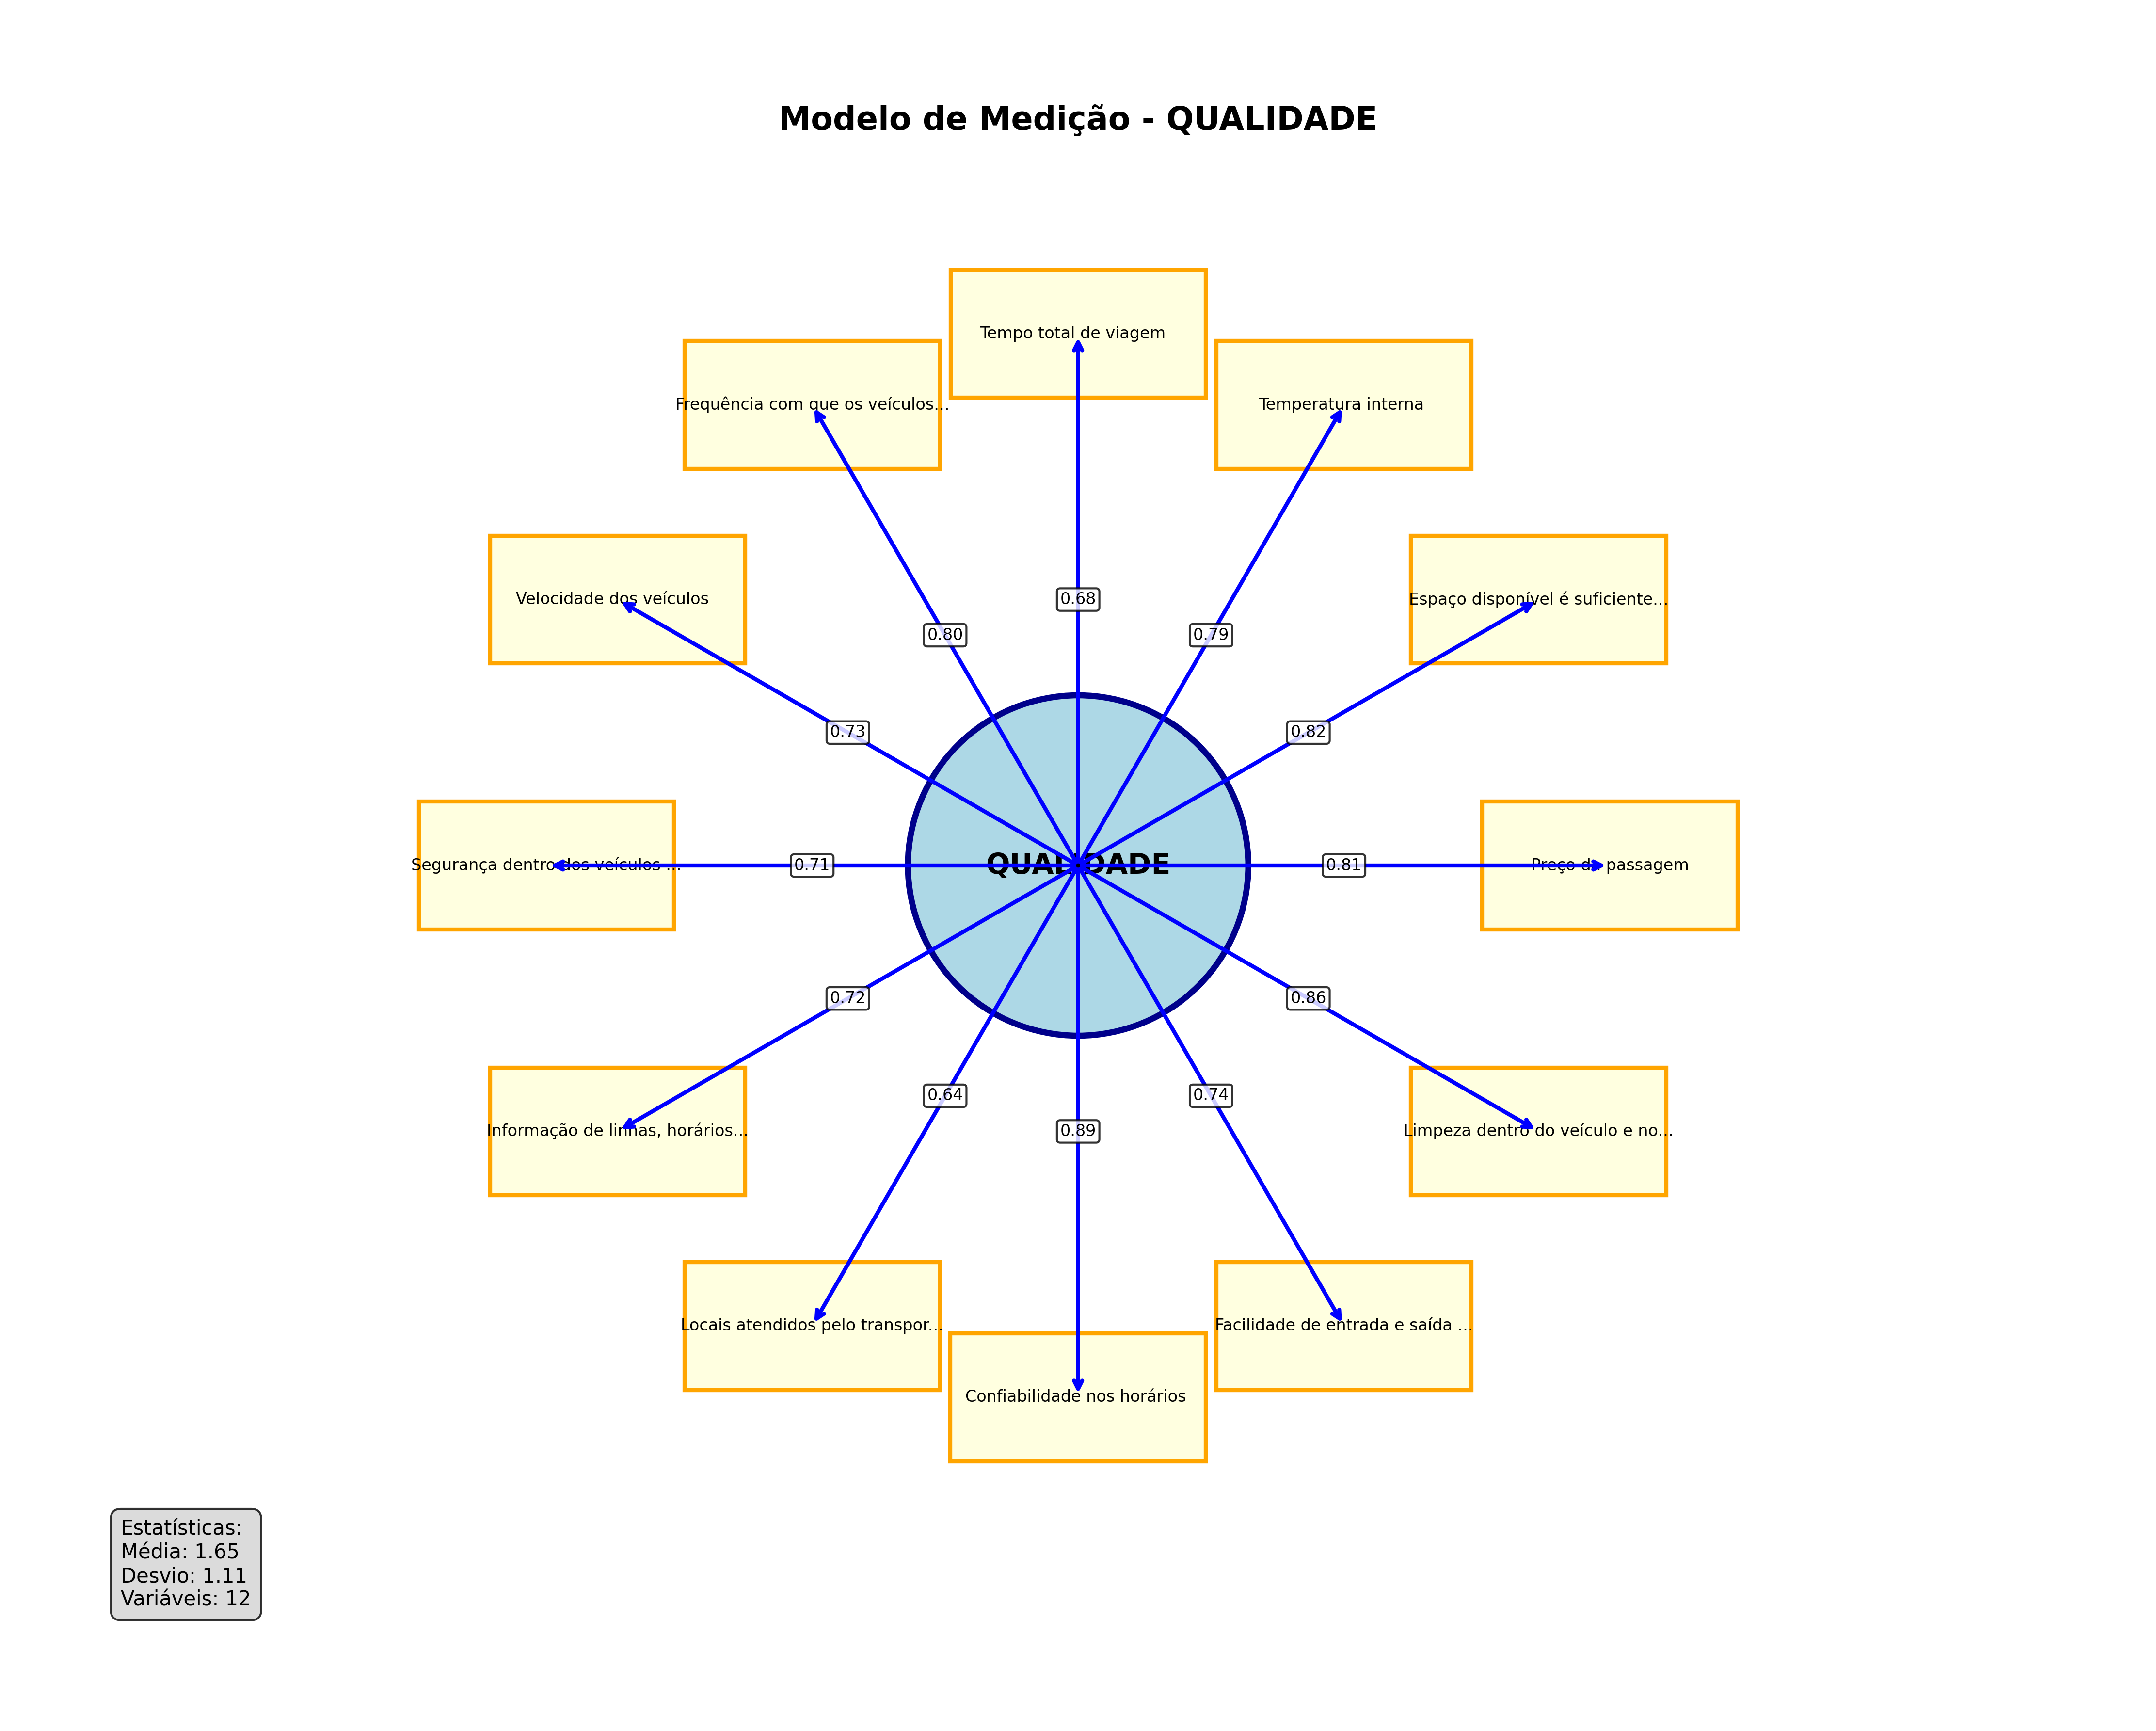 Modelo de Medição - QUALIDADE
Tempo total de viagem
Frequência com que os veículos...
Temperatura interna
Velocidade dos veículos
Espaço disponível é suficiente...
0.68
0.80
0.79
0.73
0.82
Segurança dentro dos veículos ...
0.71
QUALIDADE
0.81
Preço da passagem
0.72
0.86
0.64
0.74
0.89
Informação de linhas, horários...
Limpeza dentro do veículo e no...
Locais atendidos pelo transpor...
Facilidade de entrada e saída ...
Confiabilidade nos horários
Estatísticas:
Média: 1.65
Desvio: 1.11
Variáveis: 12